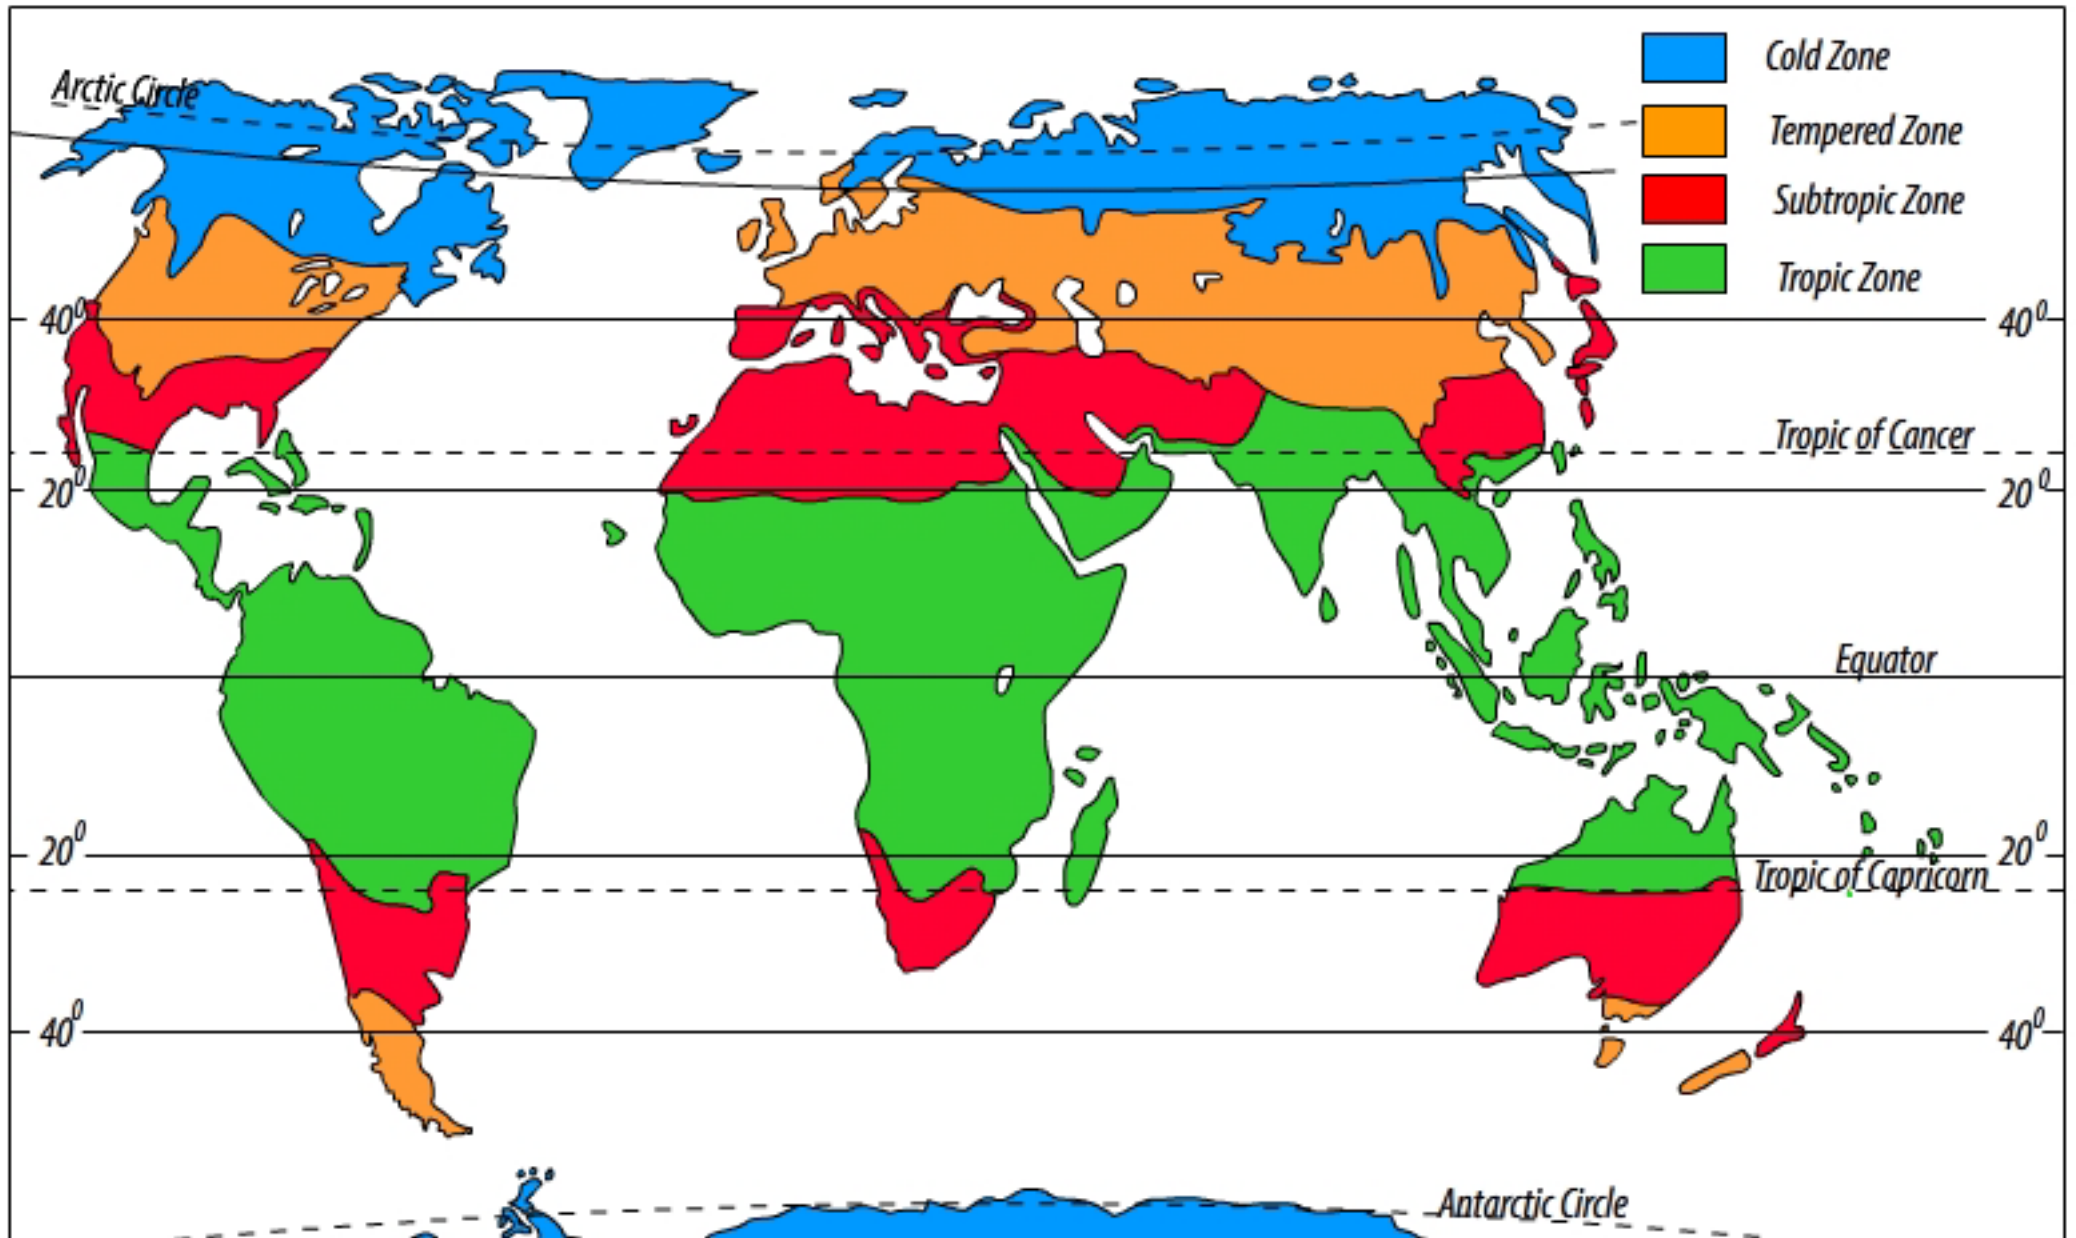 Arctic Circle
Cold Zone
Tempered Zone
Subtropic Zone
Tropic Zone
40⁰ 40⁰
Tropic of Cancer
20⁰ 20⁰
Equator
20⁰ 20⁰
Tropic of Capricorn
40⁰ 40⁰
Antarctic Circle